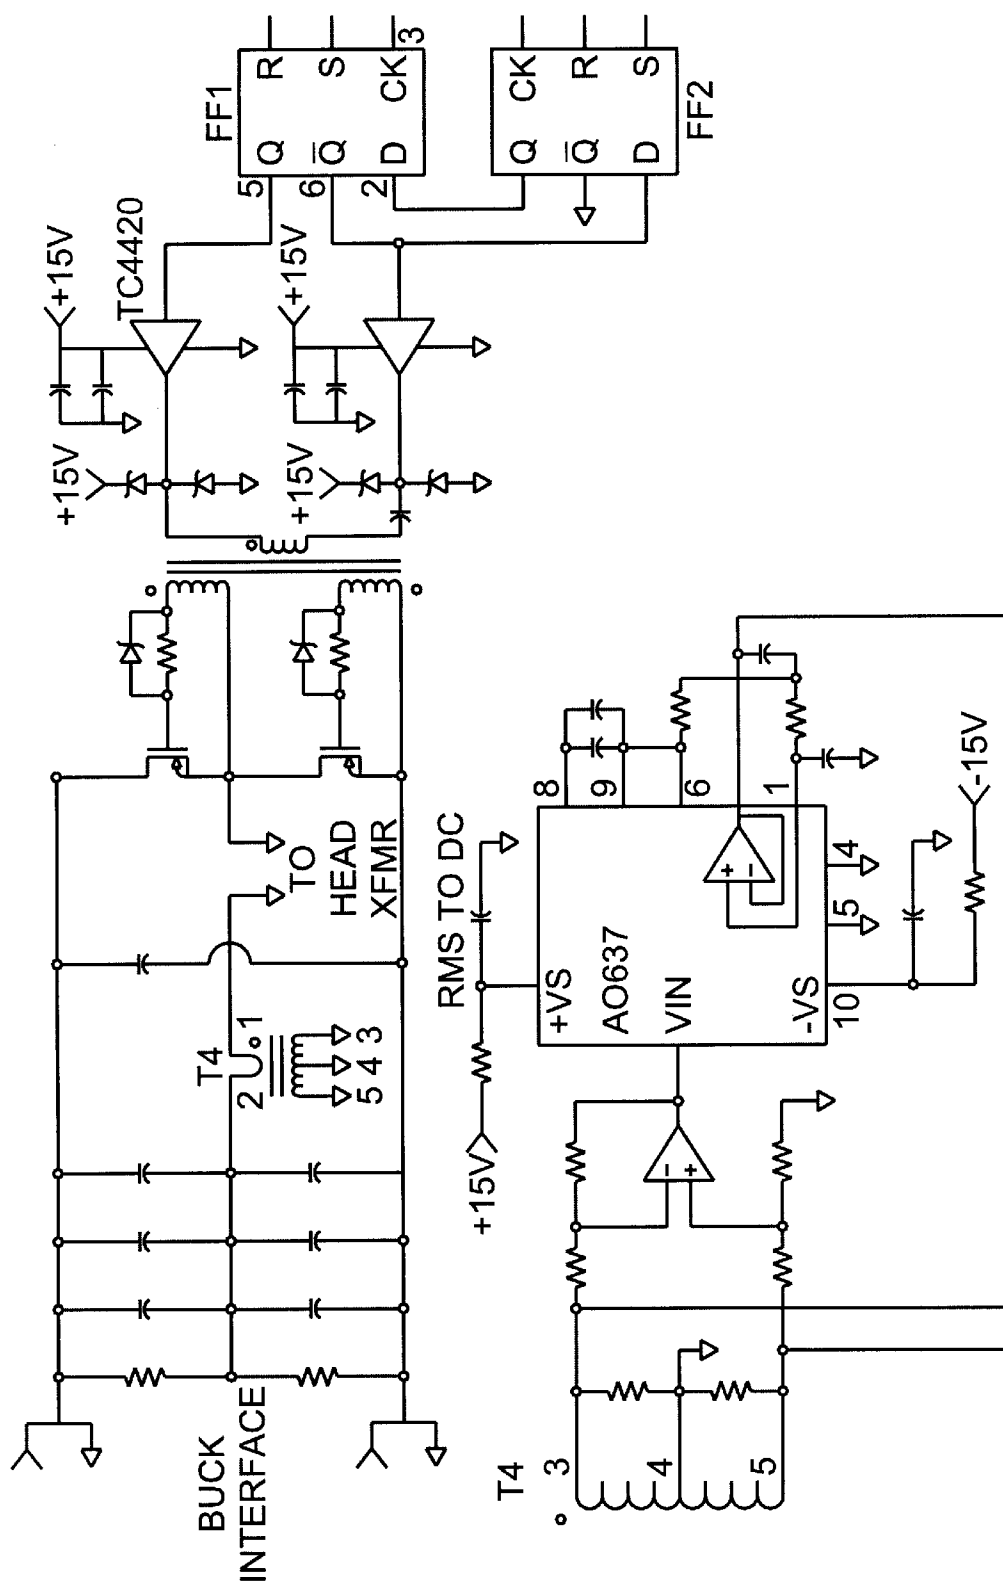 BUCK
INTERFACE
T4
2
1
5 4 3
TO
HEAD
XFMR
+15V
+15V
+15V
+15V
TC4420
FF1
5
Q
R
6
Q̅
S
2
D
CK
3
Q
CK
Q̅
R
D
S
FF2
T4
3
4
5
+15V
RMS TO DC
+VS
AO637
VIN
-VS
-
+
+
-
8
9
6
1
10
5
4
-15V